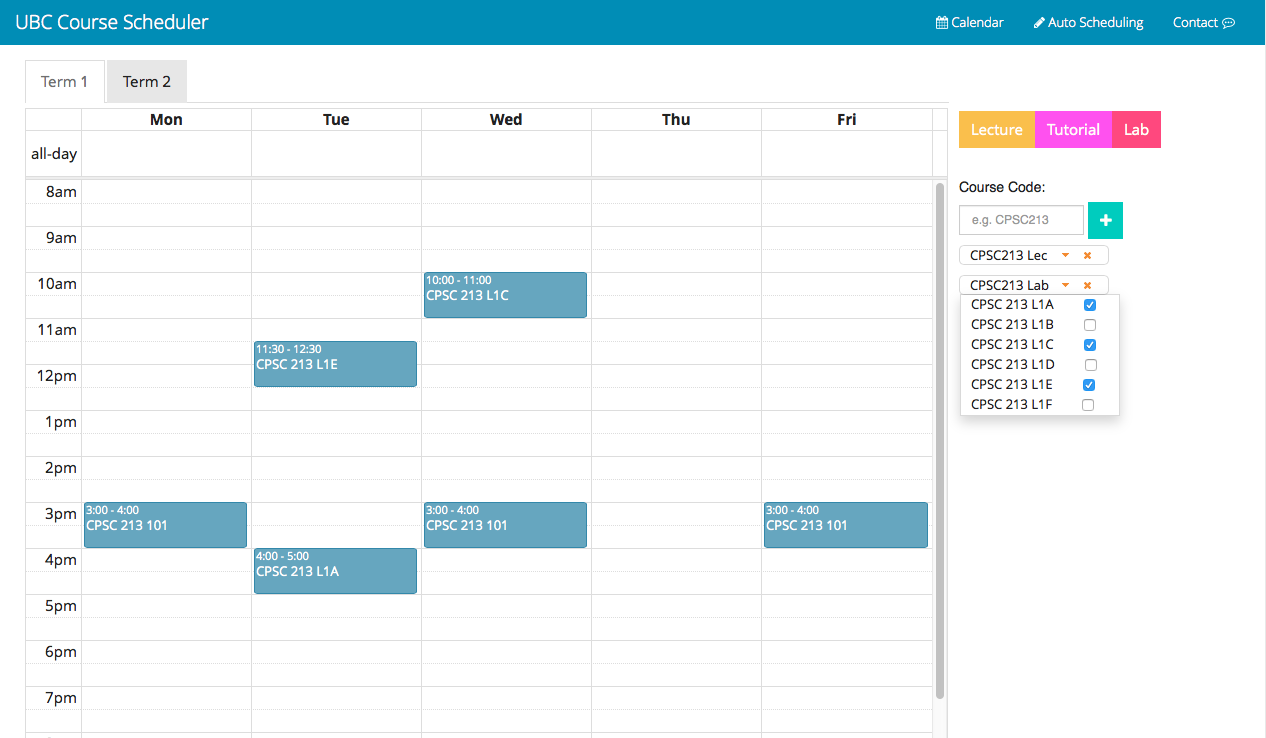 UBC Course Scheduler
Calendar
Auto Scheduling
Contact
Term 1
Term 2
Mon
Tue
Wed
Thu
Fri
all-day
8am
9am
10am
10:00 - 11:00
CPSC 213 L1C
11am
11:30 - 12:30
CPSC 213 L1E
12pm
1pm
2pm
3pm
3:00 - 4:00
CPSC 213 101
3:00 - 4:00
CPSC 213 101
3:00 - 4:00
CPSC 213 101
4pm
4:00 - 5:00
CPSC 213 L1A
5pm
6pm
7pm
Lecture
Tutorial
Lab
Course Code:
e.g. CPSC213
CPSC213 Lec
CPSC213 Lab
CPSC 213 L1A
CPSC 213 L1B
CPSC 213 L1C
CPSC 213 L1D
CPSC 213 L1E
CPSC 213 L1F